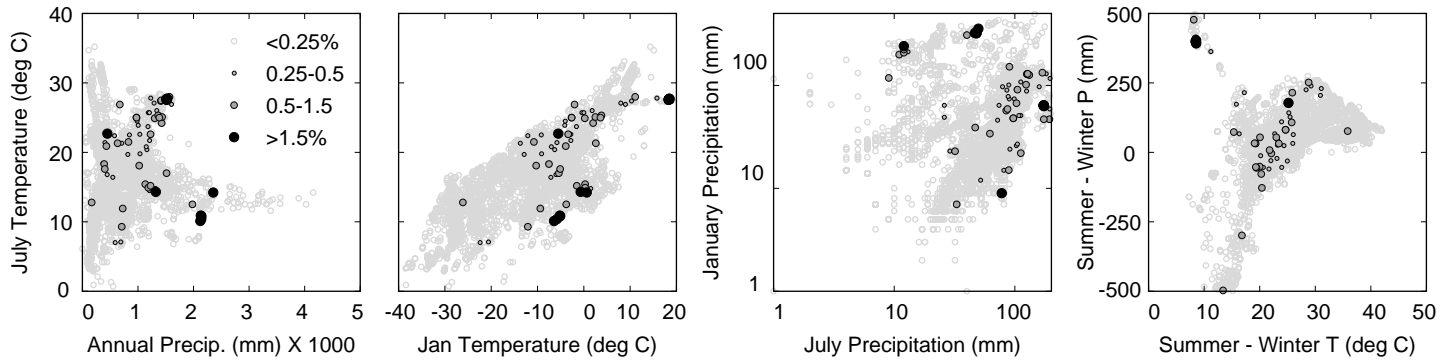 July Temperature (deg C)
40
30
20
10
0
<0.25%
0.25-0.5
0.5-1.5
>1.5%
0 1 2 3 4 5
Annual Precip. (mm) X 1000
-40 -30 -20 -10 0 10 20
Jan Temperature (deg C)
January Precipitation (mm)
100
10
1
1 10 100
July Precipitation (mm)
Summer - Winter P (mm)
500
250
0
-250
-500
0 10 20 30 40 50
Summer - Winter T (deg C)